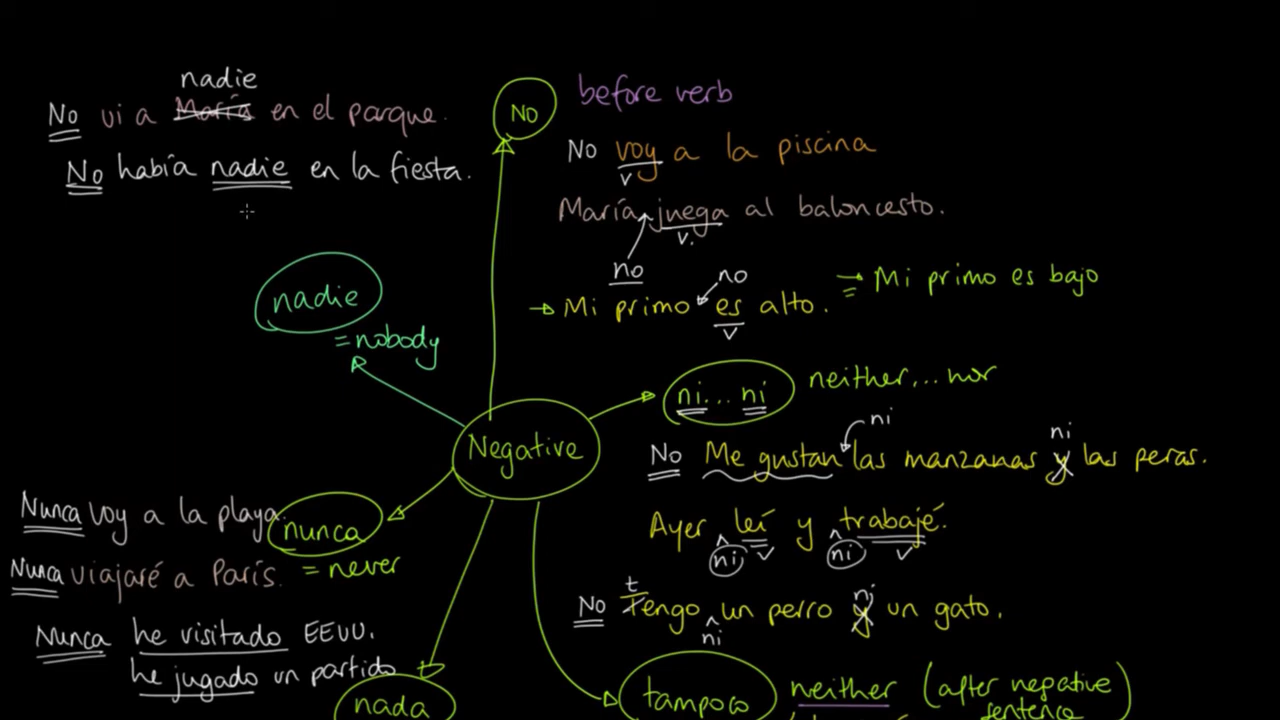 nadie
No vi a María en el parque.
No había nadie en la fiesta.
NO
before verb
NO voy a la piscina
v
María juega al baloncesto.
v.
no
no
Mi primo es alto.
v
Mi primo es bajo
nadie
=nobody
Negative
ni... ni
neither... nor
ni
ni
No Me gustan las manzanas y las peras.
Ayer leí y trabajé.
ni v ni v
t
ni
No Tengo un perro y un gato.
ni
Nunca voy a la playa.
nunca
Nunca viajaré a París.
= never
Nunca he visitado EEUU.
he jugado un partido
nada
tampoco
neither (after negative
sentence